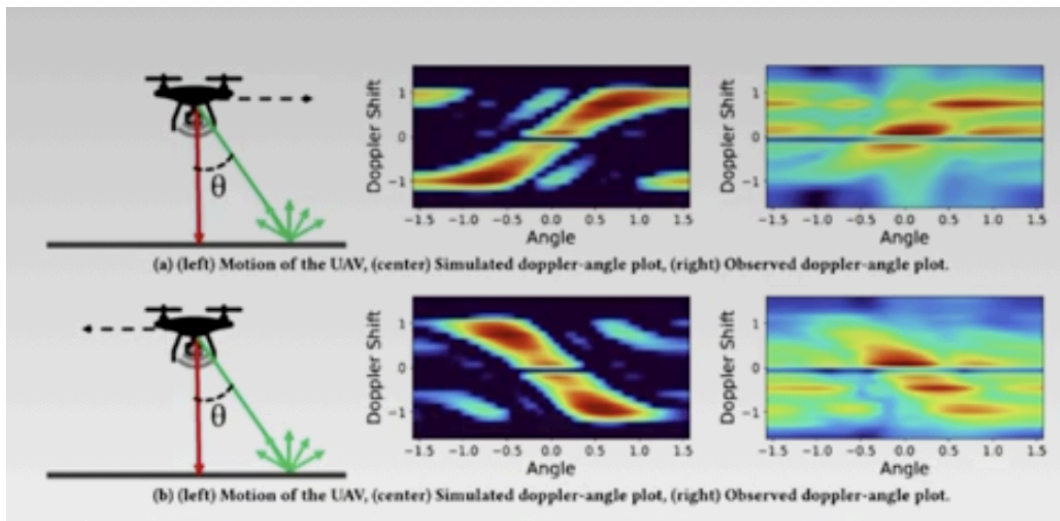 θ
Doppler Shift
1
0
−1
−1.5 −1.0 −0.5 0.0 0.5 1.0 1.5
Angle
Doppler Shift
1
0
−1
−1.5 −1.0 −0.5 0.0 0.5 1.0 1.5
Angle
(a) (left) Motion of the UAV, (center) Simulated doppler-angle plot, (right) Observed doppler-angle plot.
θ
Doppler Shift
1
0
−1
−1.5 −1.0 −0.5 0.0 0.5 1.0 1.5
Angle
Doppler Shift
1
0
−1
−1.5 −1.0 −0.5 0.0 0.5 1.0 1.5
Angle
(b) (left) Motion of the UAV, (center) Simulated doppler-angle plot, (right) Observed doppler-angle plot.